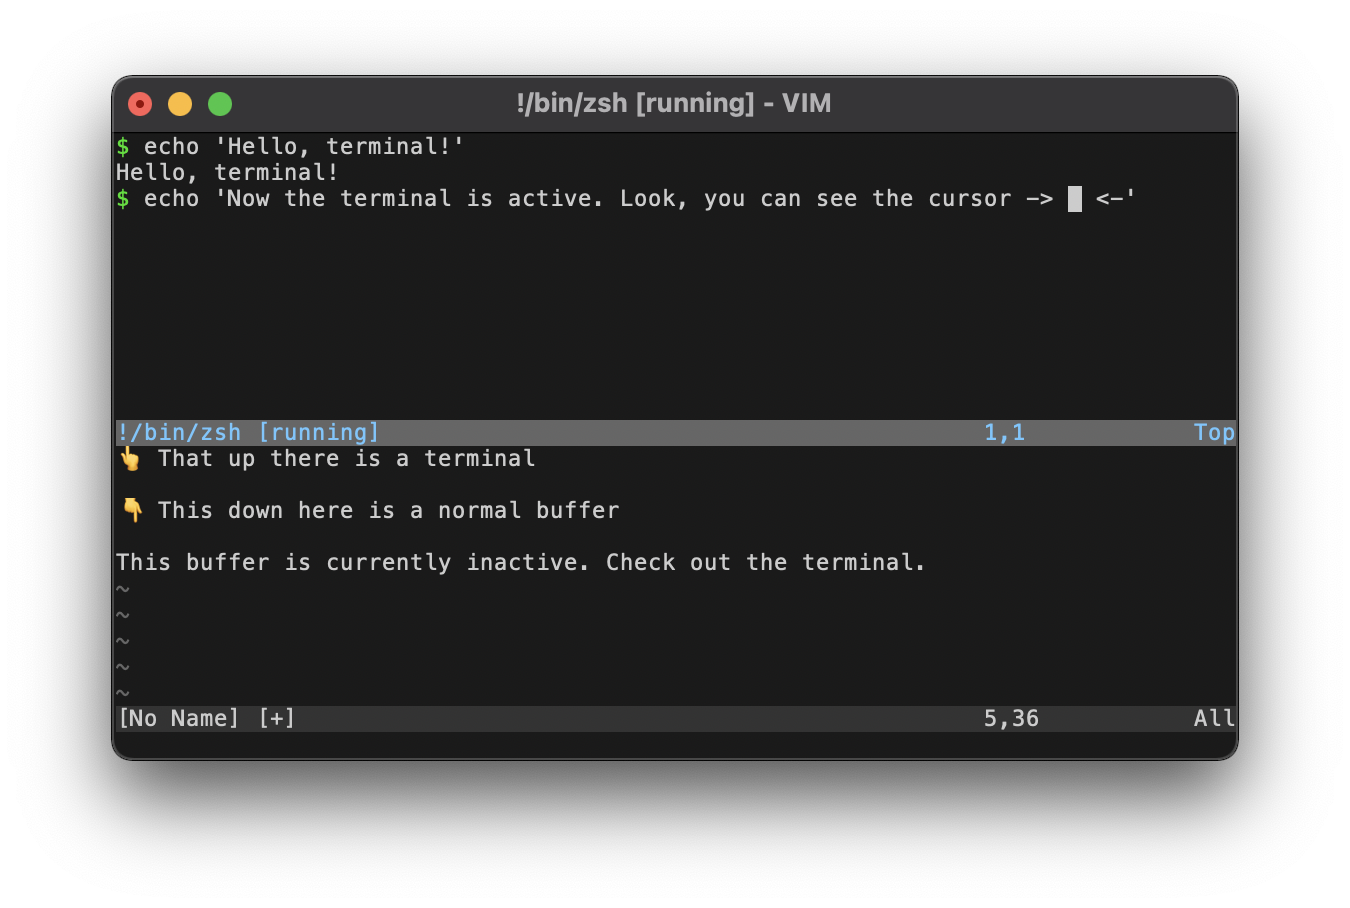 !/bin/zsh [running] - VIM
$ echo 'Hello, terminal!'
Hello, terminal!
$ echo 'Now the terminal is active. Look, you can see the cursor -> █ <-'
!/bin/zsh [running] 1,1 Top
👆 That up there is a terminal
👇 This down here is a normal buffer
This buffer is currently inactive. Check out the terminal.
~
~
~
~
~
[No Name] [+] 5,36 All